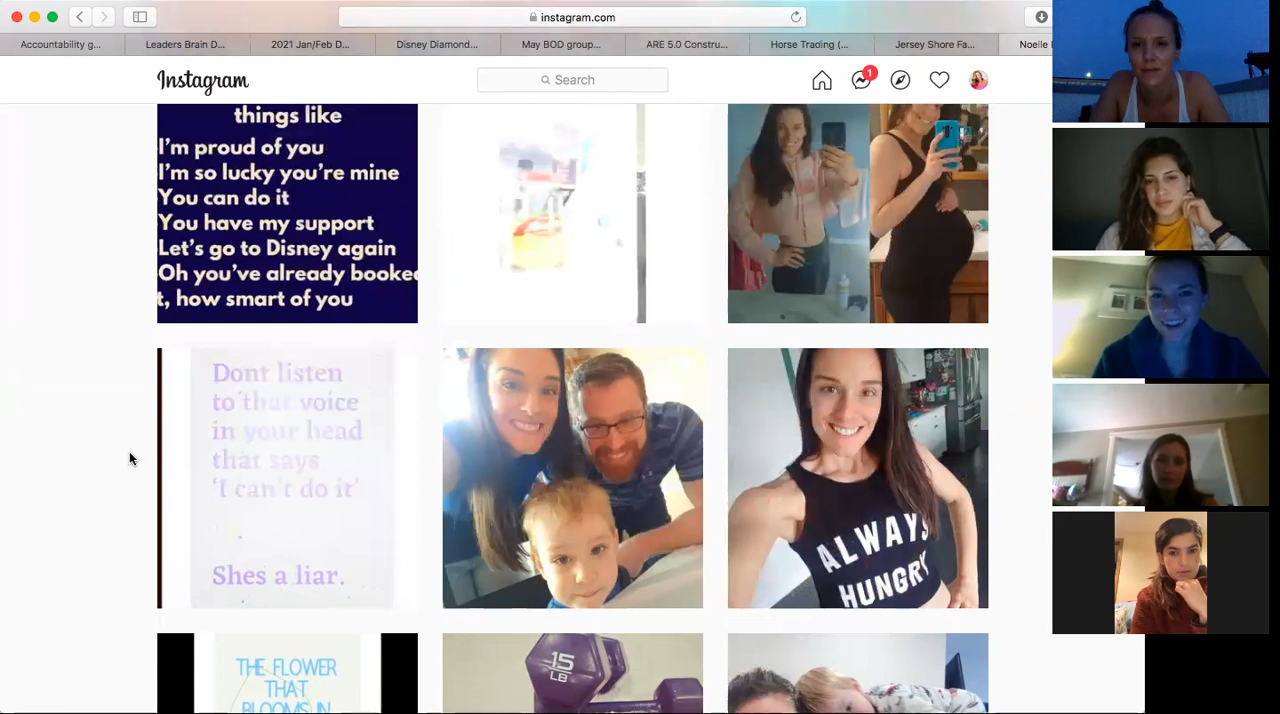 instagram.com
Accountability g...
Leaders Brain D...
2021 Jan/Feb D...
Disney Diamond...
May BOD group...
ARE 5.0 Constru...
Horse Trading (...
Jersey Shore Fa...
Noelle
Instagram
Search
1
things like
I'm proud of you
-I'm so lucky you're mine
-You can do it
-You have my support
-Let's go to Disney again
-Oh you've already booked
t, how smart of you
Dont listen
to that voice
in your head
that says
'I can't do it'
Shes a liar.
ALWAYS
HUNGRY
THE FLOWER
THAT
BLOOMS IN
15
LB